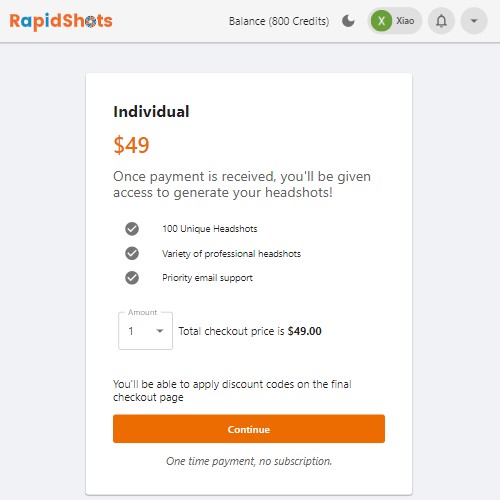 RapidShots
Balance (800 Credits)
X
Xiao
Individual
$49
Once payment is received, you'll be given
access to generate your headshots!
100 Unique Headshots
Variety of professional headshots
Priority email support
Amount
1
Total checkout price is $49.00
You'll be able to apply discount codes on the final
checkout page
Continue
One time payment, no subscription.